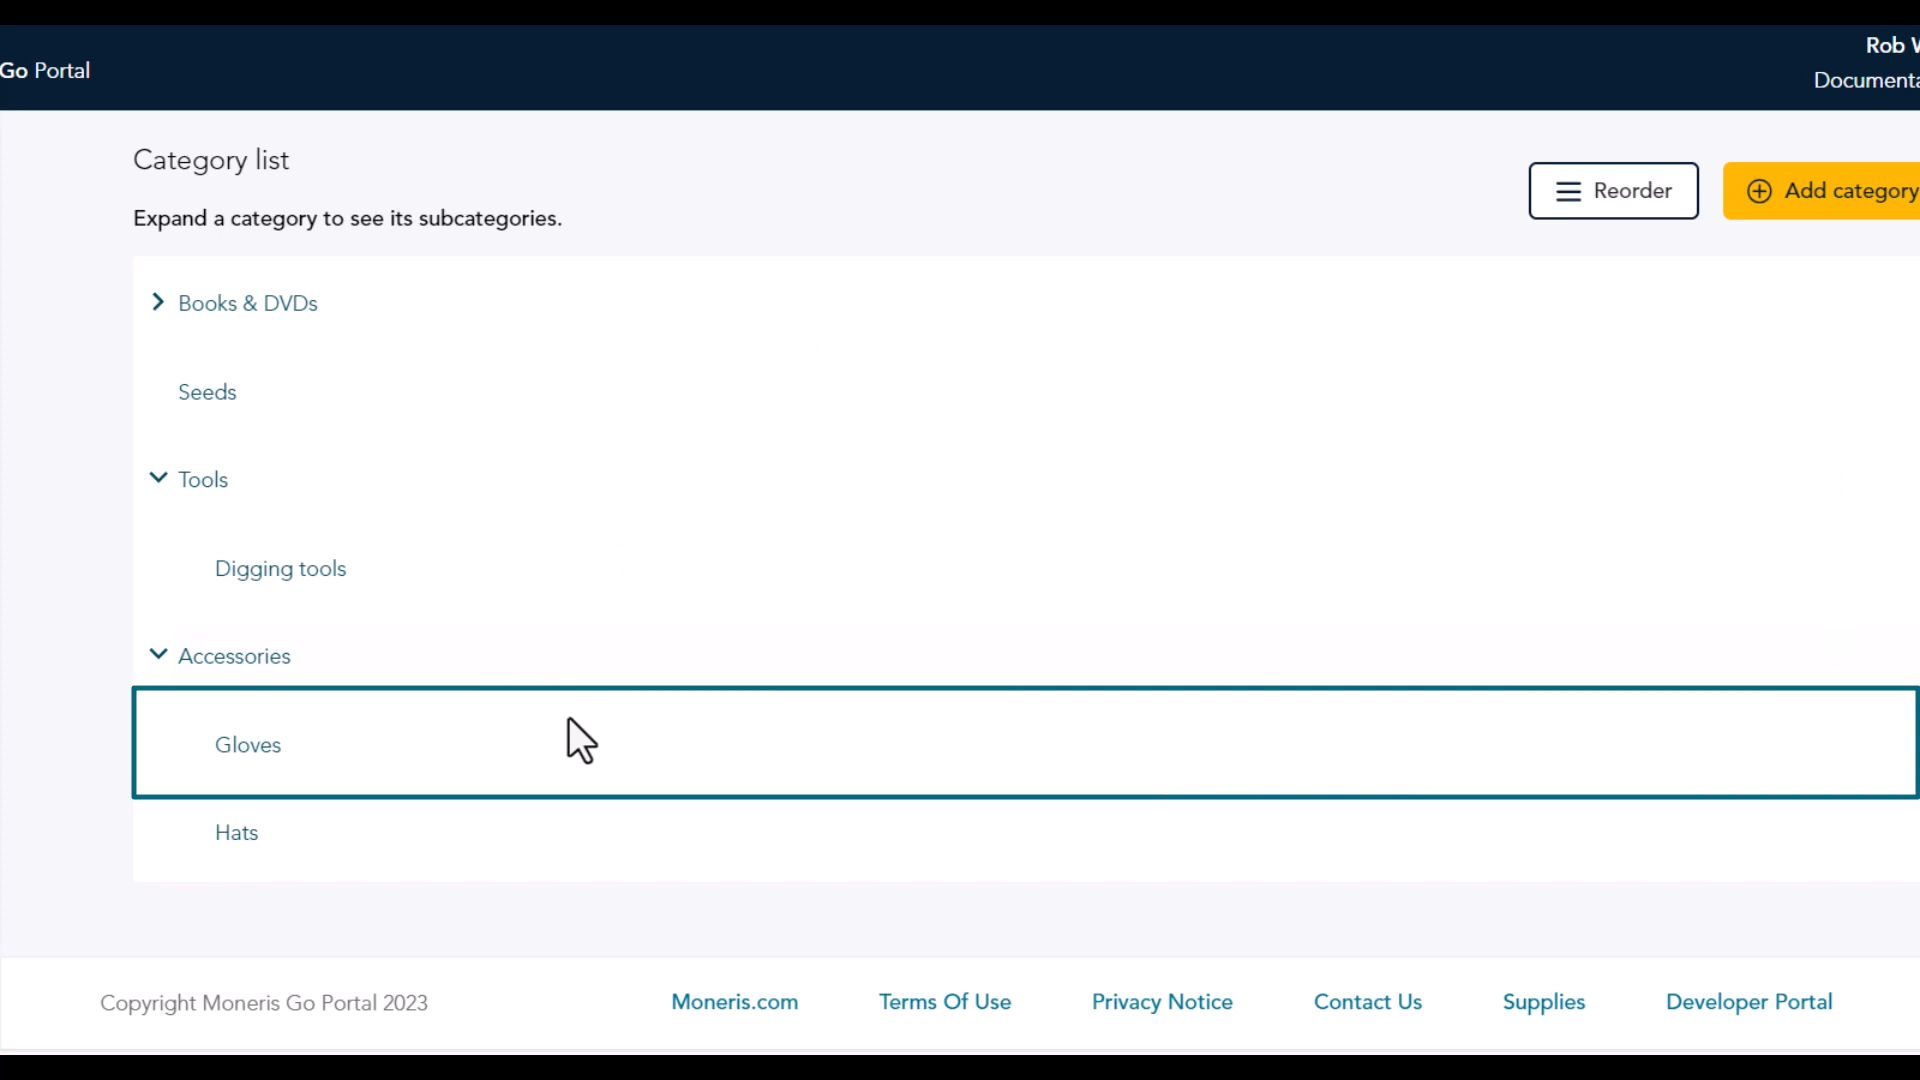 Go Portal
Rob
Category list
Reorder
Add category
Expand a category to see its subcategories.
Books & DVDs
Seeds
Tools
Digging tools
Accessories
Gloves
Hats
Copyright Moneris Go Portal 2023
Moneris.com
Terms Of Use
Privacy Notice
Contact Us
Supplies
Developer Portal